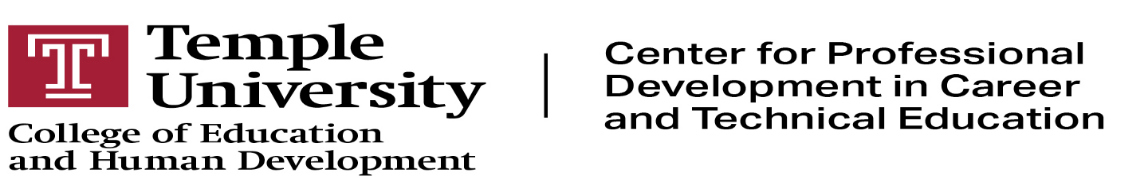 Temple
University
College of Education
and Human Development
Center for Professional
Development in Career
and Technical Education